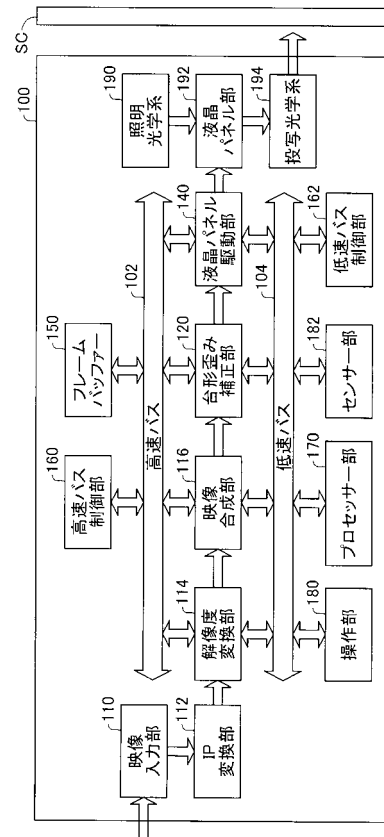 SC
100
190
照明
光学系
192
液晶
パネル部
194
投写光学系
102
高速バス
140
液晶パネル
駆動部
104
低速バス
162
低速バス
制御部
150
フレーム
バッファー
120
台形歪み
補正部
182
センサー部
160
高速バス
制御部
116
映像
合成部
170
プロセッサー部
114
解像度
変換部
180
操作部
110
映像
入力部
112
IP
変換部